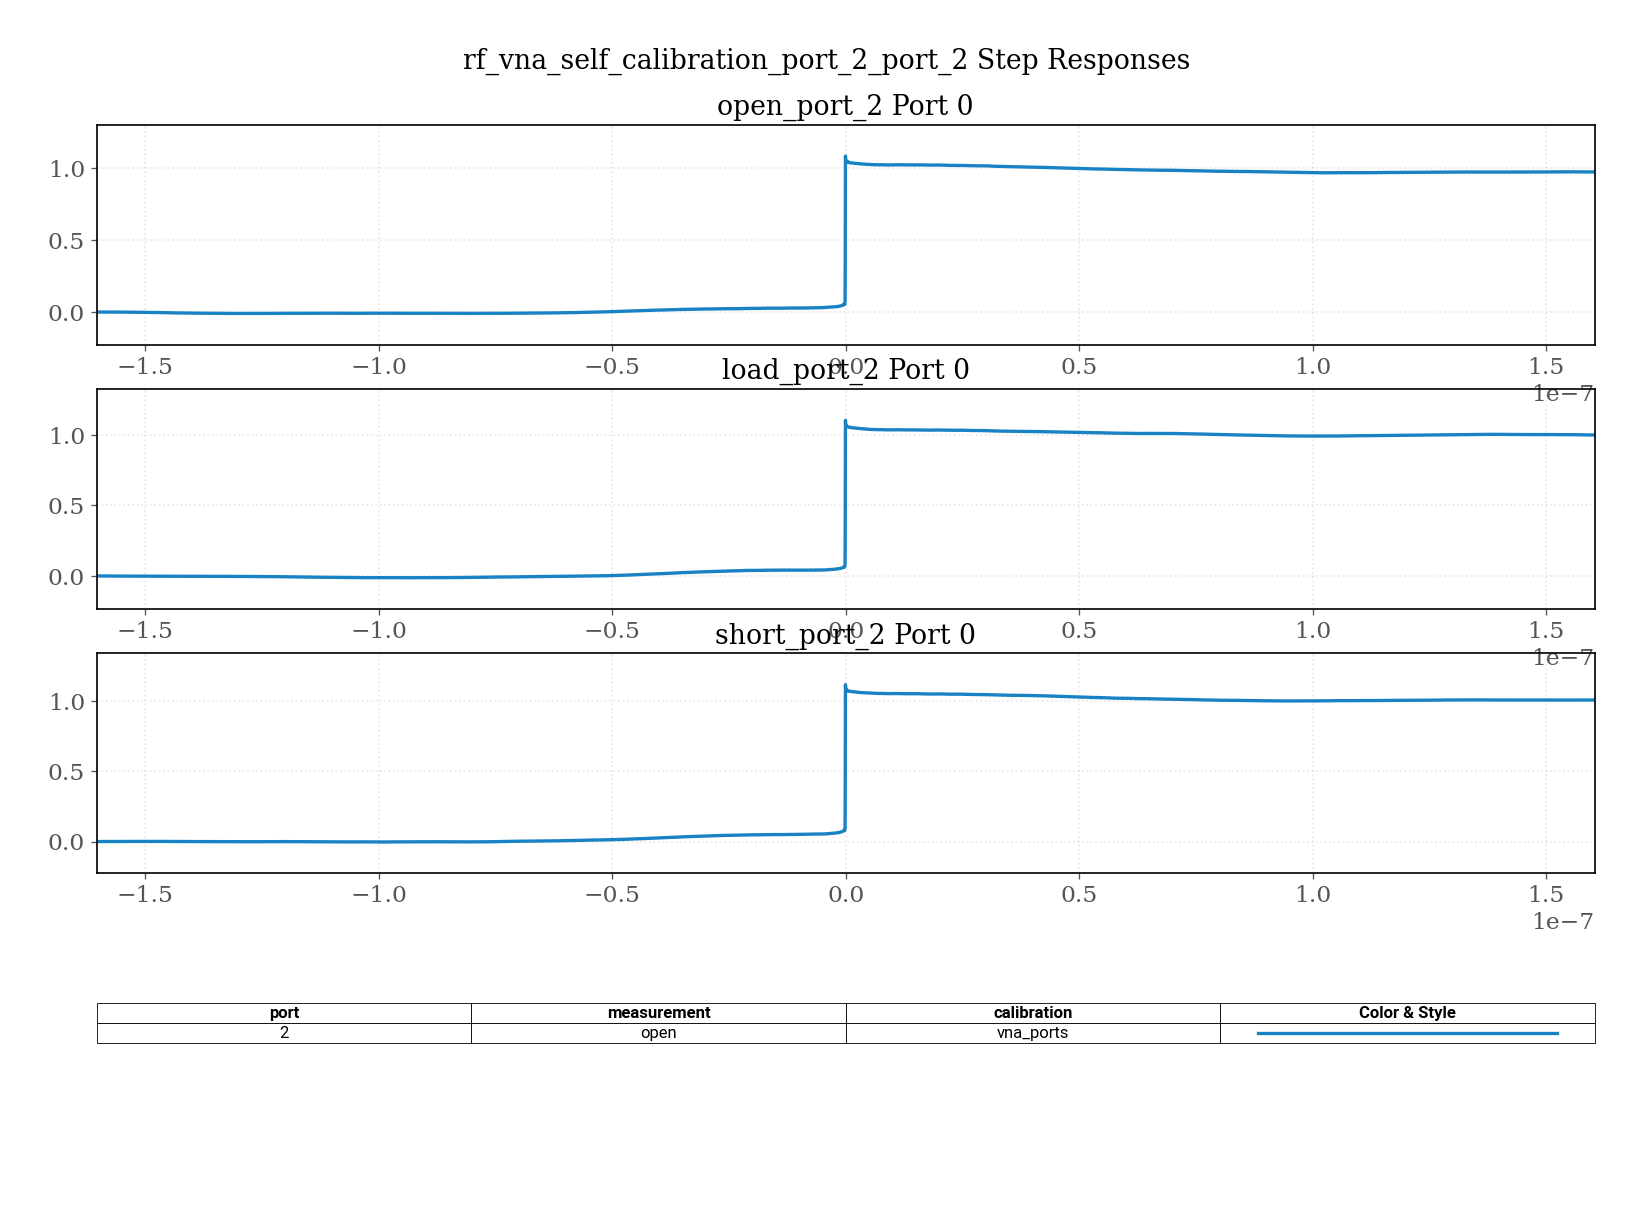 rf_vna_self_calibration_port_2_port_2 Step Responses
open_port_2 Port 0
1.0
0.5
0.0
−1.5 −1.0 −0.5 0.0 0.5 1.0 1.5
1e−7
load_port_2 Port 0
1.0
0.5
0.0
−1.5 −1.0 −0.5 0.0 0.5 1.0 1.5
1e−7
short_port_2 Port 0
1.0
0.5
0.0
−1.5 −1.0 −0.5 0.0 0.5 1.0 1.5
1e−7
port measurement calibration Color & Style
2 open vna_ports